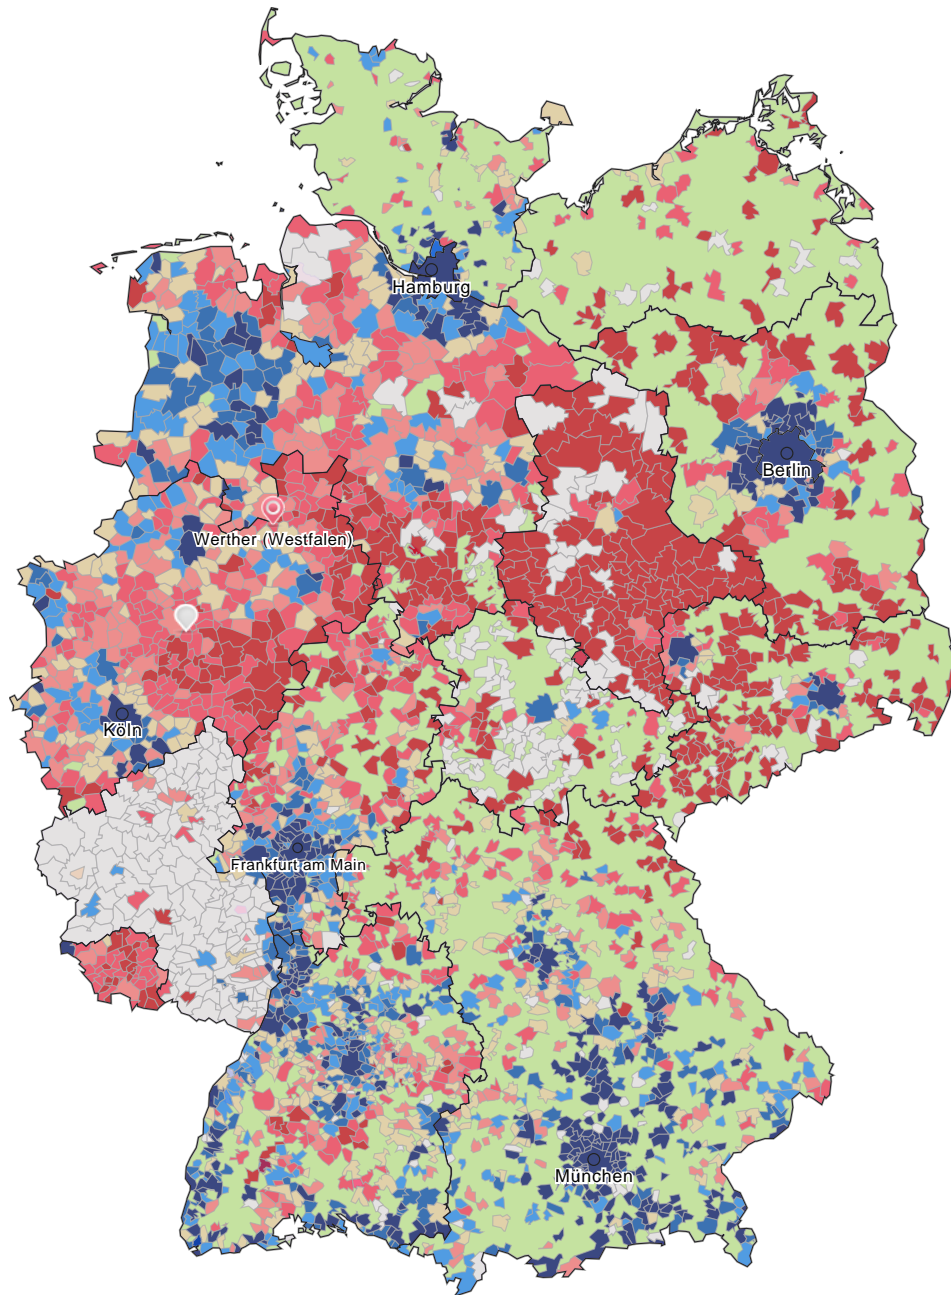 Hamburg
Berlin
Werther (Westfalen)
Köln
Frankfurt am Main
München